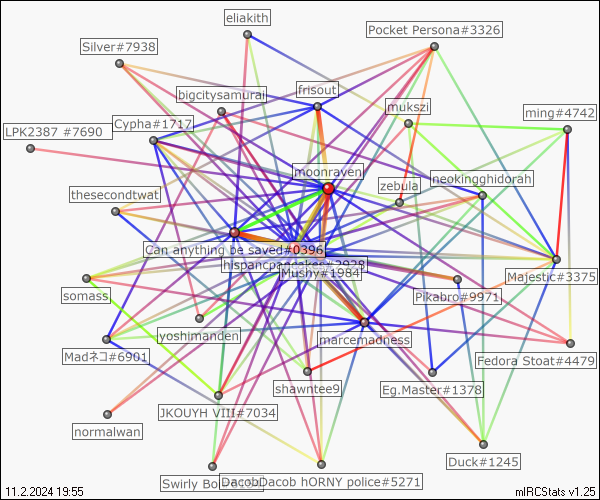 eliakith
Pocket Persona#3326
Silver#7938
bigcitysamurai
frisout
mukszi
ming#4742
LPK2387 #7690
Cypha#1717
moonraven
zebula
neokingghidorah
thesecondtwat
Can anything be saved#0396
hispancpancakes#2928
Mushy#1984
Majestic#3375
somass
Pikabro#9971
yoshimanden
marcemadness
Madネコ#6901
Fedora Stoat#4479
shawntee9
Eg.Master#1378
JKOUYH VIII#7034
normalwan
Duck#1245
Swirly Bo
DacobDacob hORNY police#5271
11.2.2024 19:55
mIRCStats v1.25